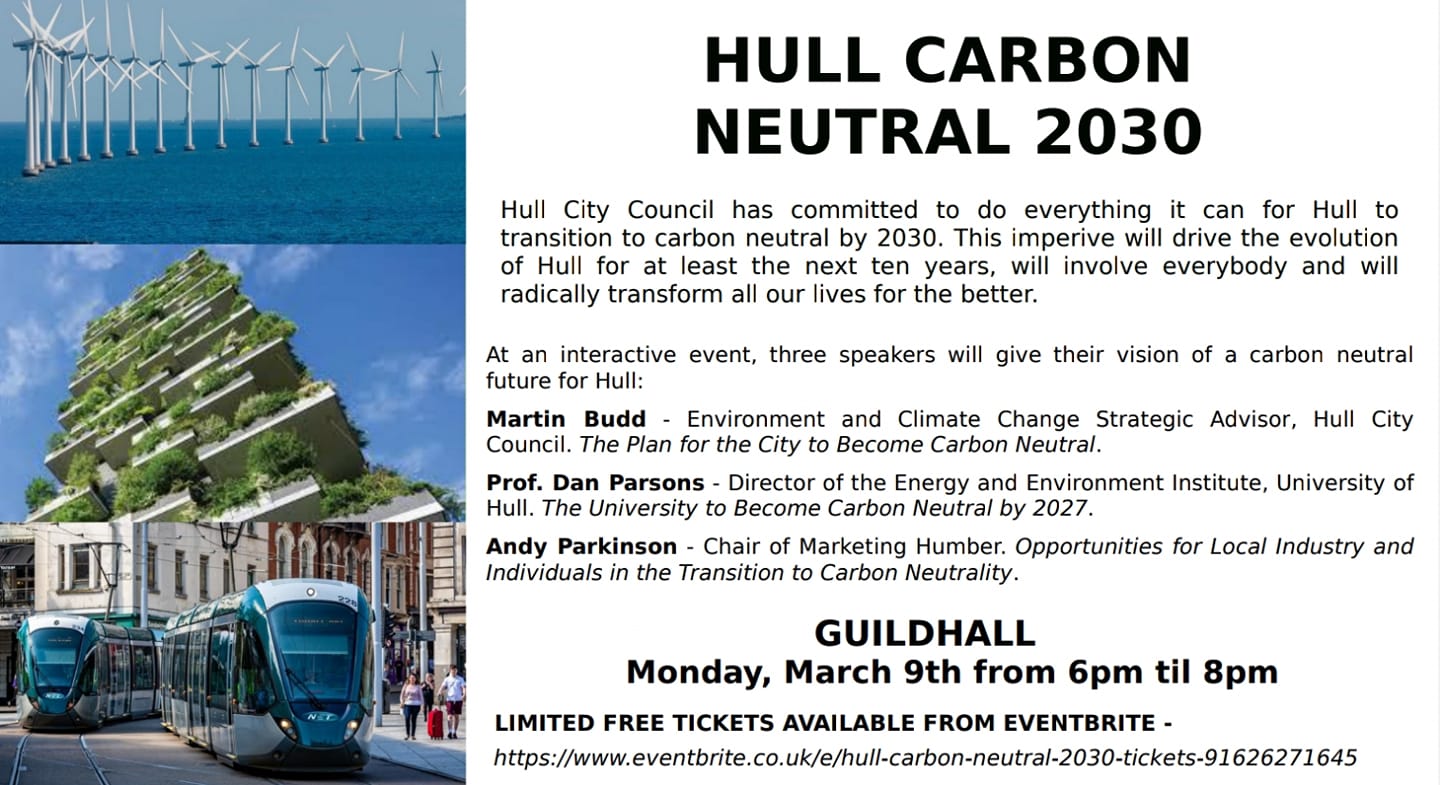 HULL CARBON
NEUTRAL 2030
Hull City Council has committed to do everything it can for Hull to
transition to carbon neutral by 2030. This imperive will drive the evolution
of Hull for at least the next ten years, will involve everybody and will
radically transform all our lives for the better.
At an interactive event, three speakers will give their vision of a carbon neutral
future for Hull:
Martin Budd - Environment and Climate Change Strategic Advisor, Hull City
Council. The Plan for the City to Become Carbon Neutral.
Prof. Dan Parsons - Director of the Energy and Environment Institute, University of
Hull. The University to Become Carbon Neutral by 2027.
Andy Parkinson - Chair of Marketing Humber. Opportunities for Local Industry and
Individuals in the Transition to Carbon Neutrality.
GUILDHALL
Monday, March 9th from 6pm til 8pm
LIMITED FREE TICKETS AVAILABLE FROM EVENTBRITE -
https://www.eventbrite.co.uk/e/hull-carbon-neutral-2030-tickets-91626271645
NET